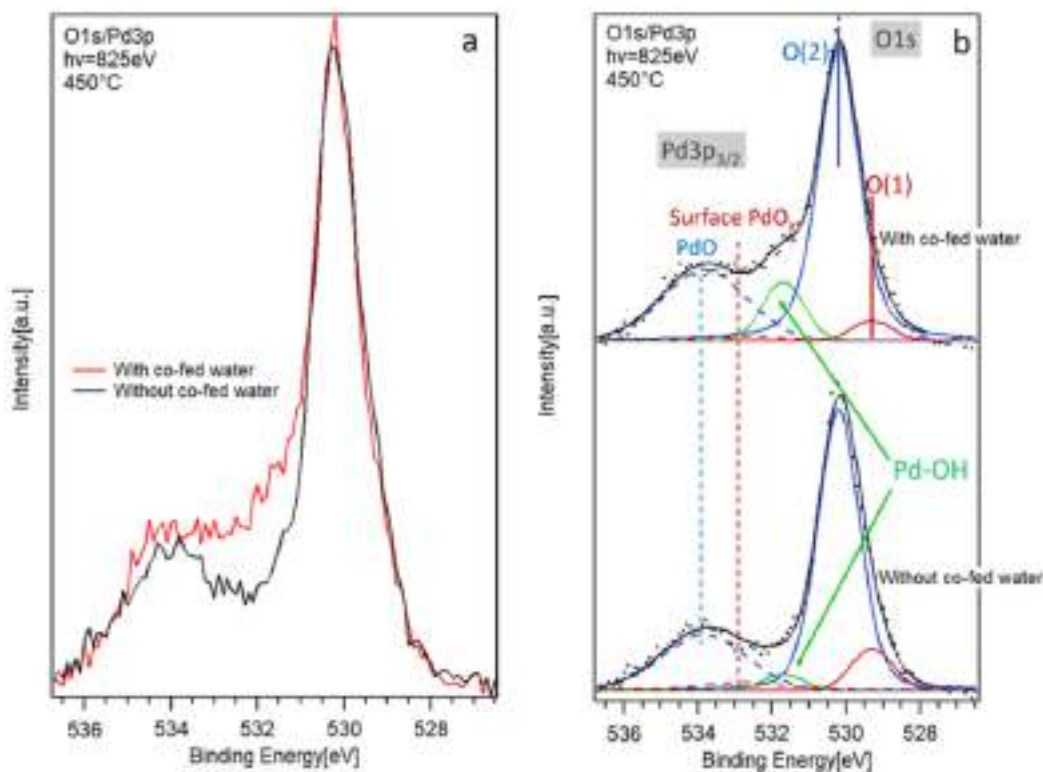 O1s/Pd3p
hv=825eV
450°C
a
With co-fed water
Without co-fed water
Intensity[a.u.]
536
534
532
530
528
Binding Energy[eV]
O1s/Pd3p
hv=825eV
450°C
O(2)
O1s
b
Pd3p3/2
O(1)
Surface PdOx
PdO
With co-fed water
Intensity[a.u.]
Pd-OH
Without co-fed water
536
534
532
530
528
Binding Energy[eV]